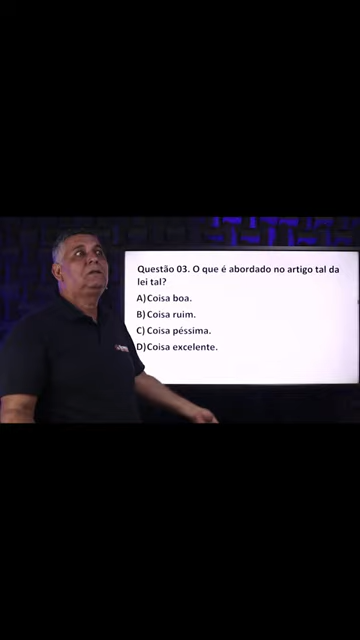 Questão 03. O que é abordado no artigo tal da
lei tal?
A) Coisa boa.
B) Coisa ruim.
C) Coisa péssima.
D) Coisa excelente.